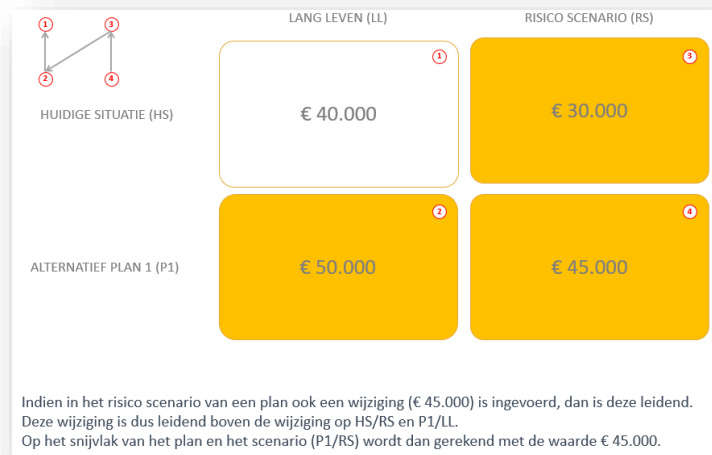 LANG LEVEN (LL) RISICO SCENARIO (RS)
1 3
2 4
HUIDIGE SITUATIE (HS)
1
€ 40.000
3
€ 30.000
ALTERNATIEF PLAN 1 (P1)
2
€ 50.000
4
€ 45.000
Indien in het risico scenario van een plan ook een wijziging (€ 45.000) is ingevoerd, dan is deze leidend.
Deze wijziging is dus leidend boven de wijziging op HS/RS en P1/LL.
Op het snijvlak van het plan en het scenario (P1/RS) wordt dan gerekend met de waarde € 45.000.